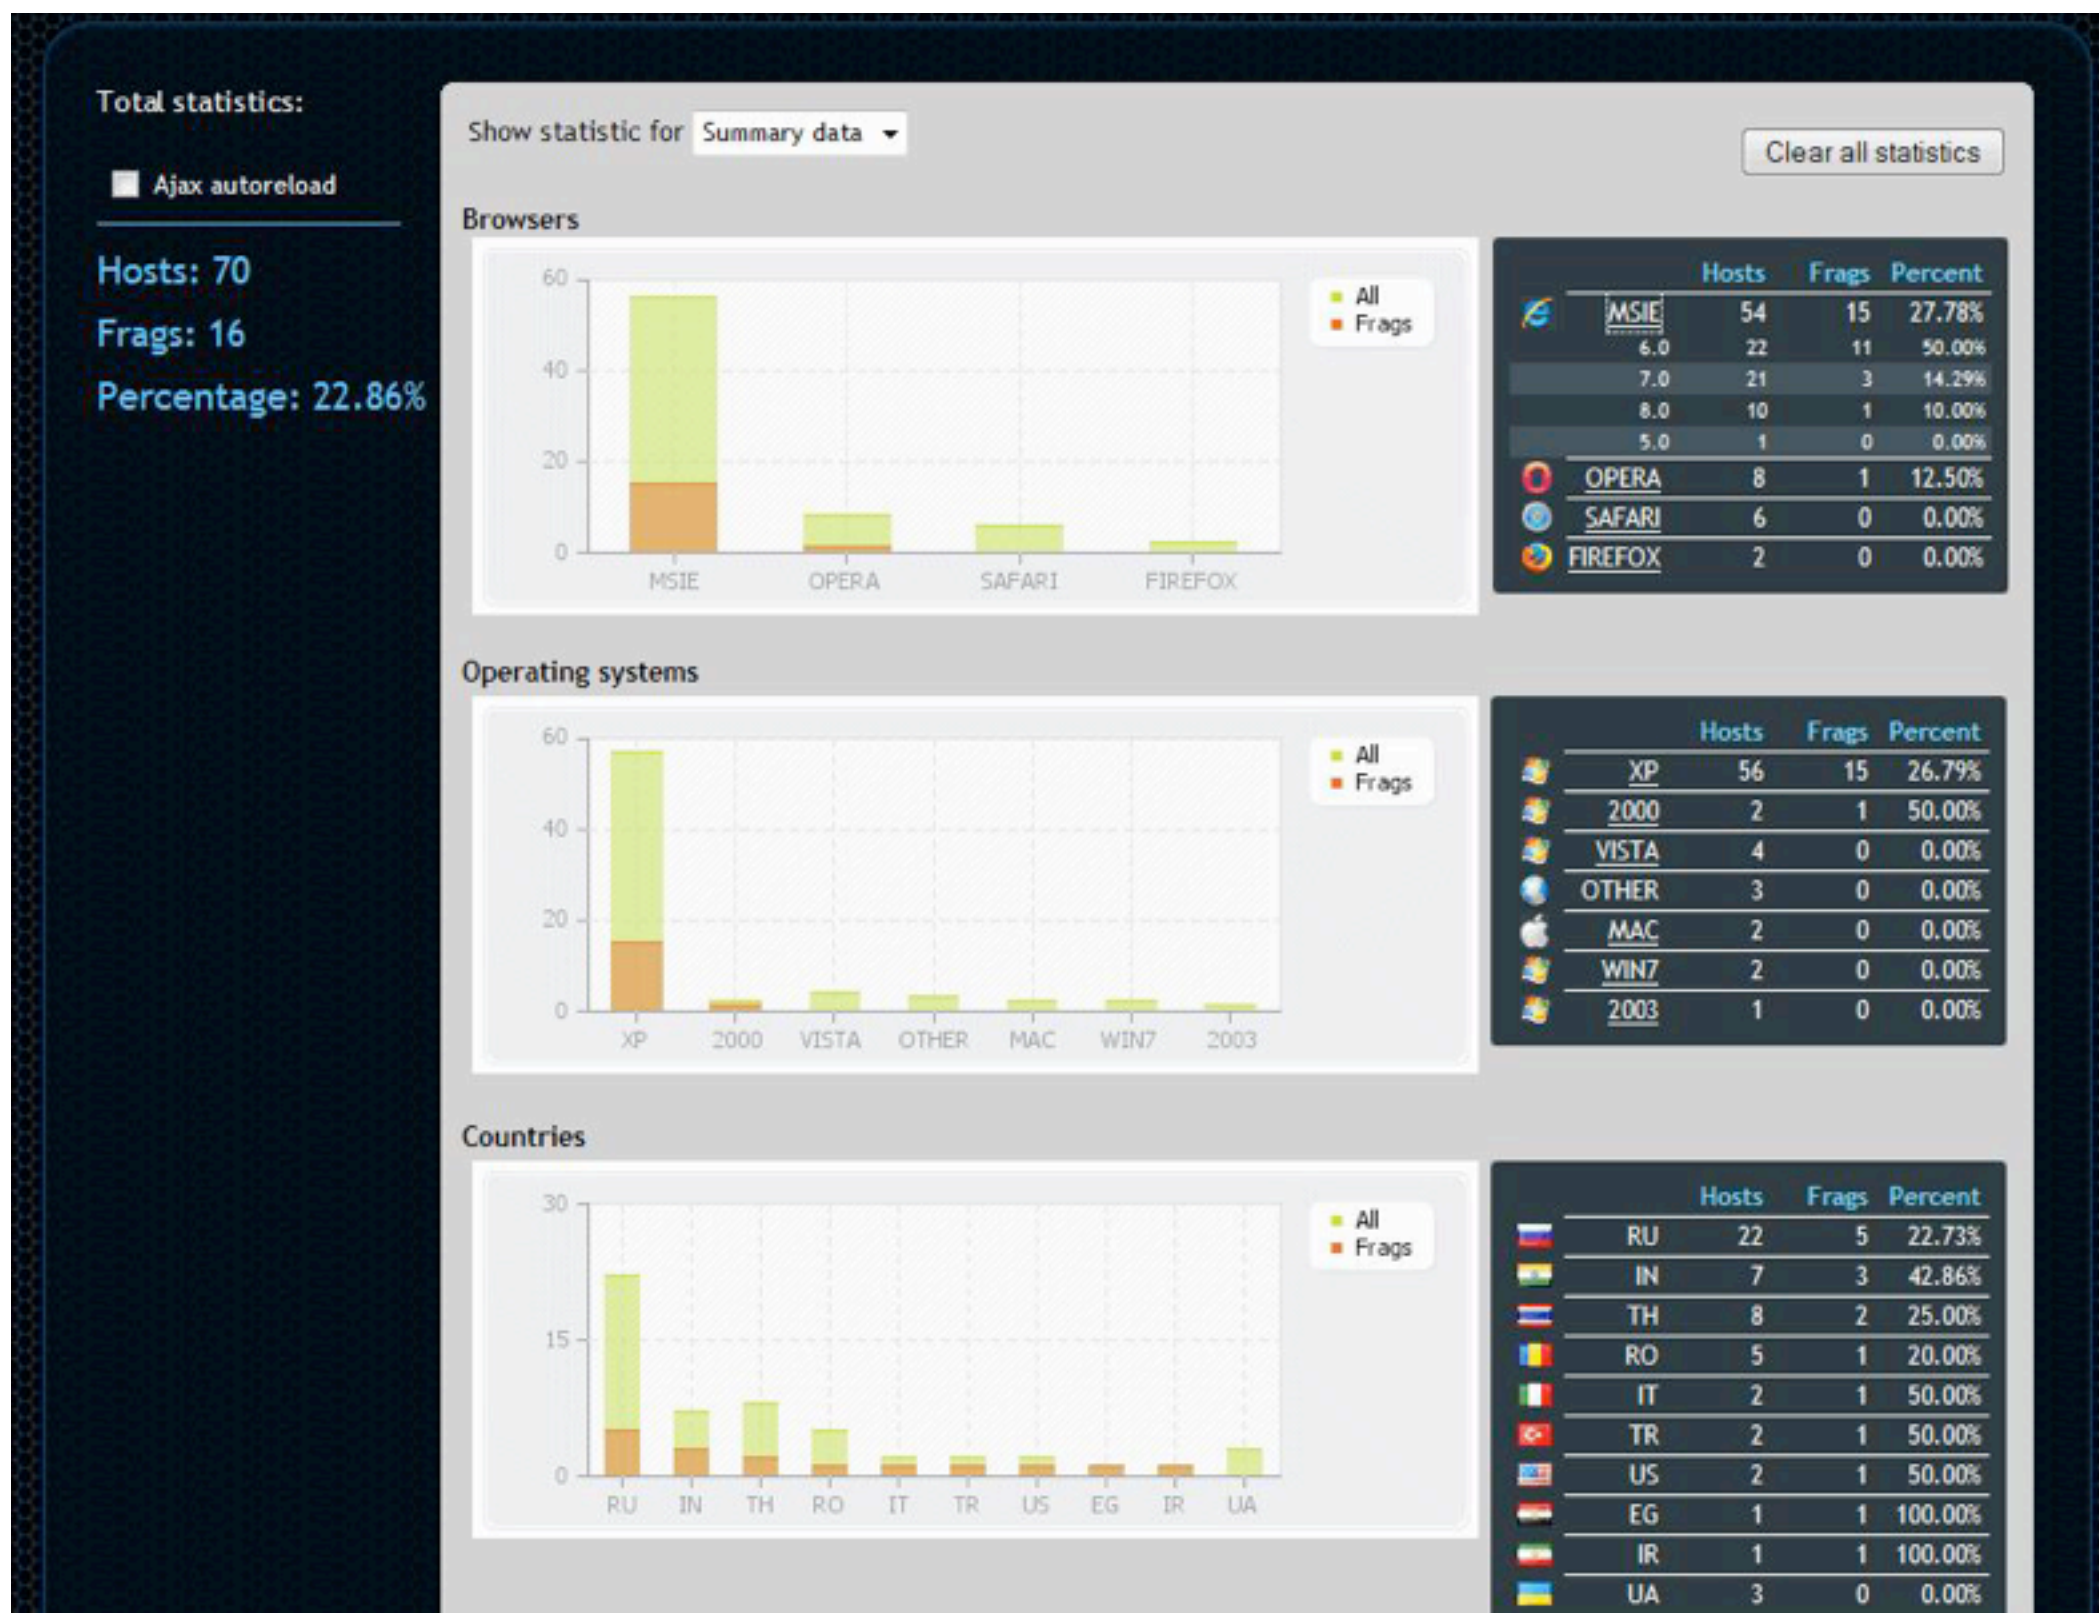 Total statistics:
Ajax autoreload
Hosts: 70
Frags: 16
Percentage: 22.86%
Show statistic for Summary data
Clear all statistics
Browsers
60
40
20
0
MSIE OPERA SAFARI FIREFOX
All
Frags
Hosts Frags Percent
MSIE 54 15 27.78%
6.0 22 11 50.00%
7.0 21 3 14.29%
8.0 10 1 10.00%
5.0 1 0 0.00%
OPERA 8 1 12.50%
SAFARI 6 0 0.00%
FIREFOX 2 0 0.00%
Operating systems
60
40
20
0
XP 2000 VISTA OTHER MAC WIN7 2003
All
Frags
Hosts Frags Percent
XP 56 15 26.79%
2000 2 1 50.00%
VISTA 4 0 0.00%
OTHER 3 0 0.00%
MAC 2 0 0.00%
WIN7 2 0 0.00%
2003 1 0 0.00%
Countries
30
15
0
RU IN TH RO IT TR US EG IR UA
All
Frags
Hosts Frags Percent
RU 22 5 22.73%
IN 7 3 42.86%
TH 8 2 25.00%
RO 5 1 20.00%
IT 2 1 50.00%
TR 2 1 50.00%
US 2 1 50.00%
EG 1 1 100.00%
IR 1 1 100.00%
UA 3 0 0.00%